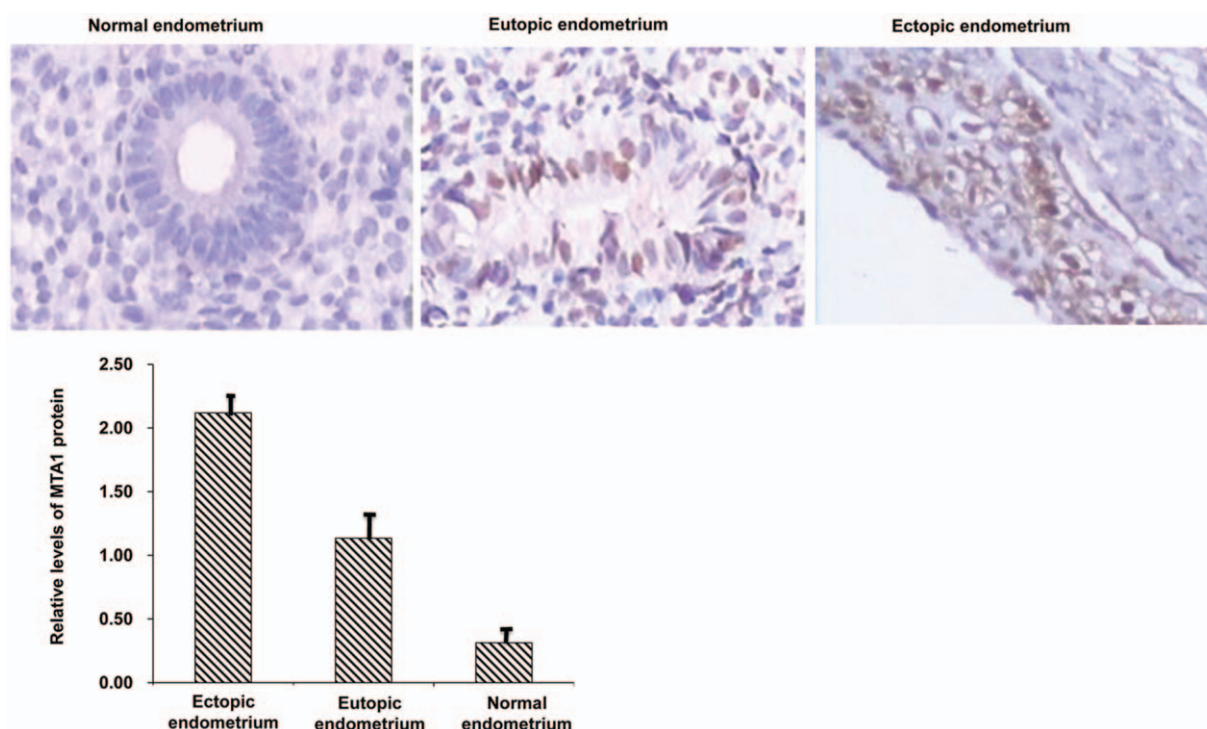 Normal endometrium
Eutopic endometrium
Ectopic endometrium
Relative levels of MTA1 protein
2.50
2.00
1.50
1.00
0.50
0.00
Ectopic
endometrium
Eutopic
endometrium
Normal
endometrium